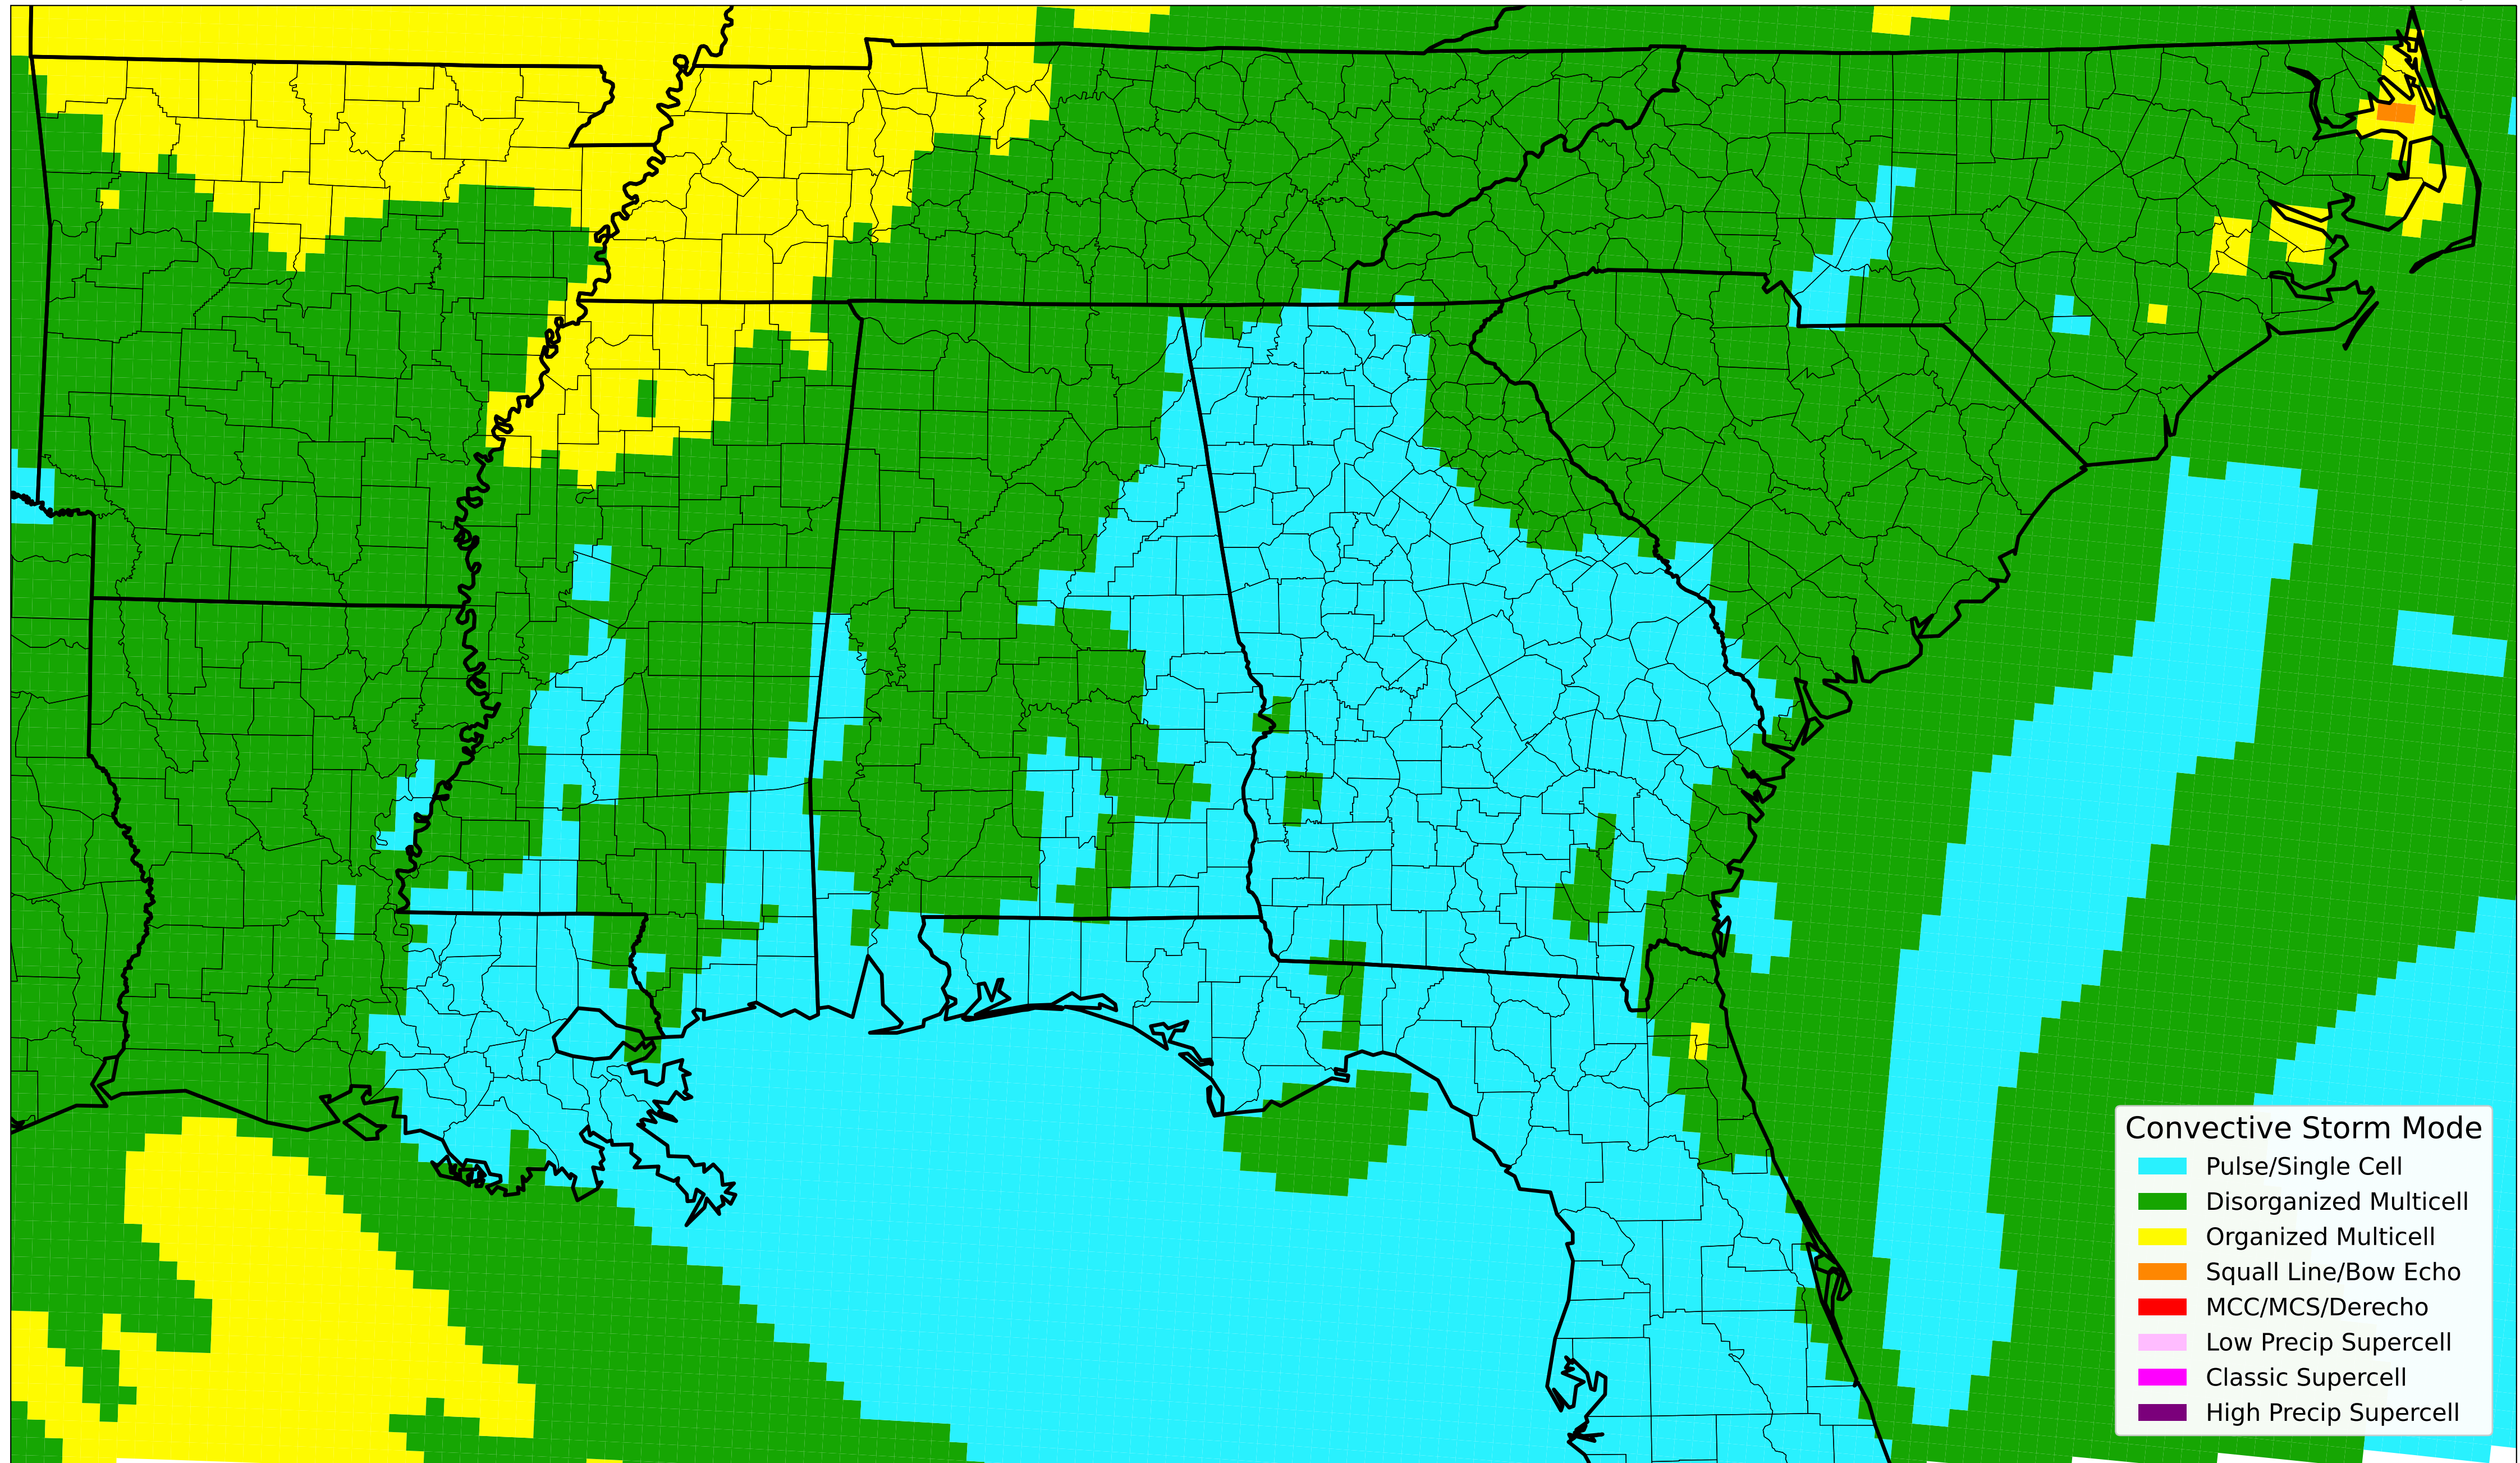 Convective Storm Mode
Pulse/Single Cell
Disorganized Multicell
Organized Multicell
Squall Line/Bow Echo
MCC/MCS/Derecho
Low Precip Supercell
Classic Supercell
High Precip Supercell